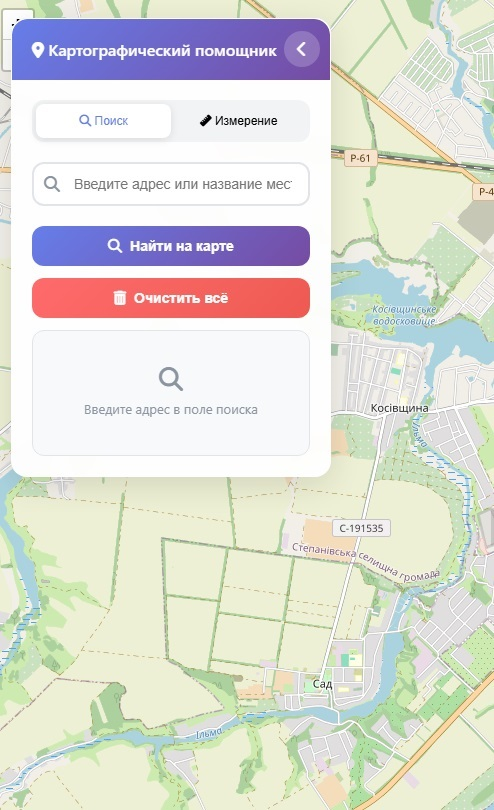 Картографический помощник
Поиск
Измерение
Введите адрес или название мес
Найти на карте
Очистить всё
Введите адрес в поле поиска
Р-61
Р-4
Косівщинське
водосховище
Косівщина
Ільма
С-191535
Степанівська селищна громада
Сад
Ільма